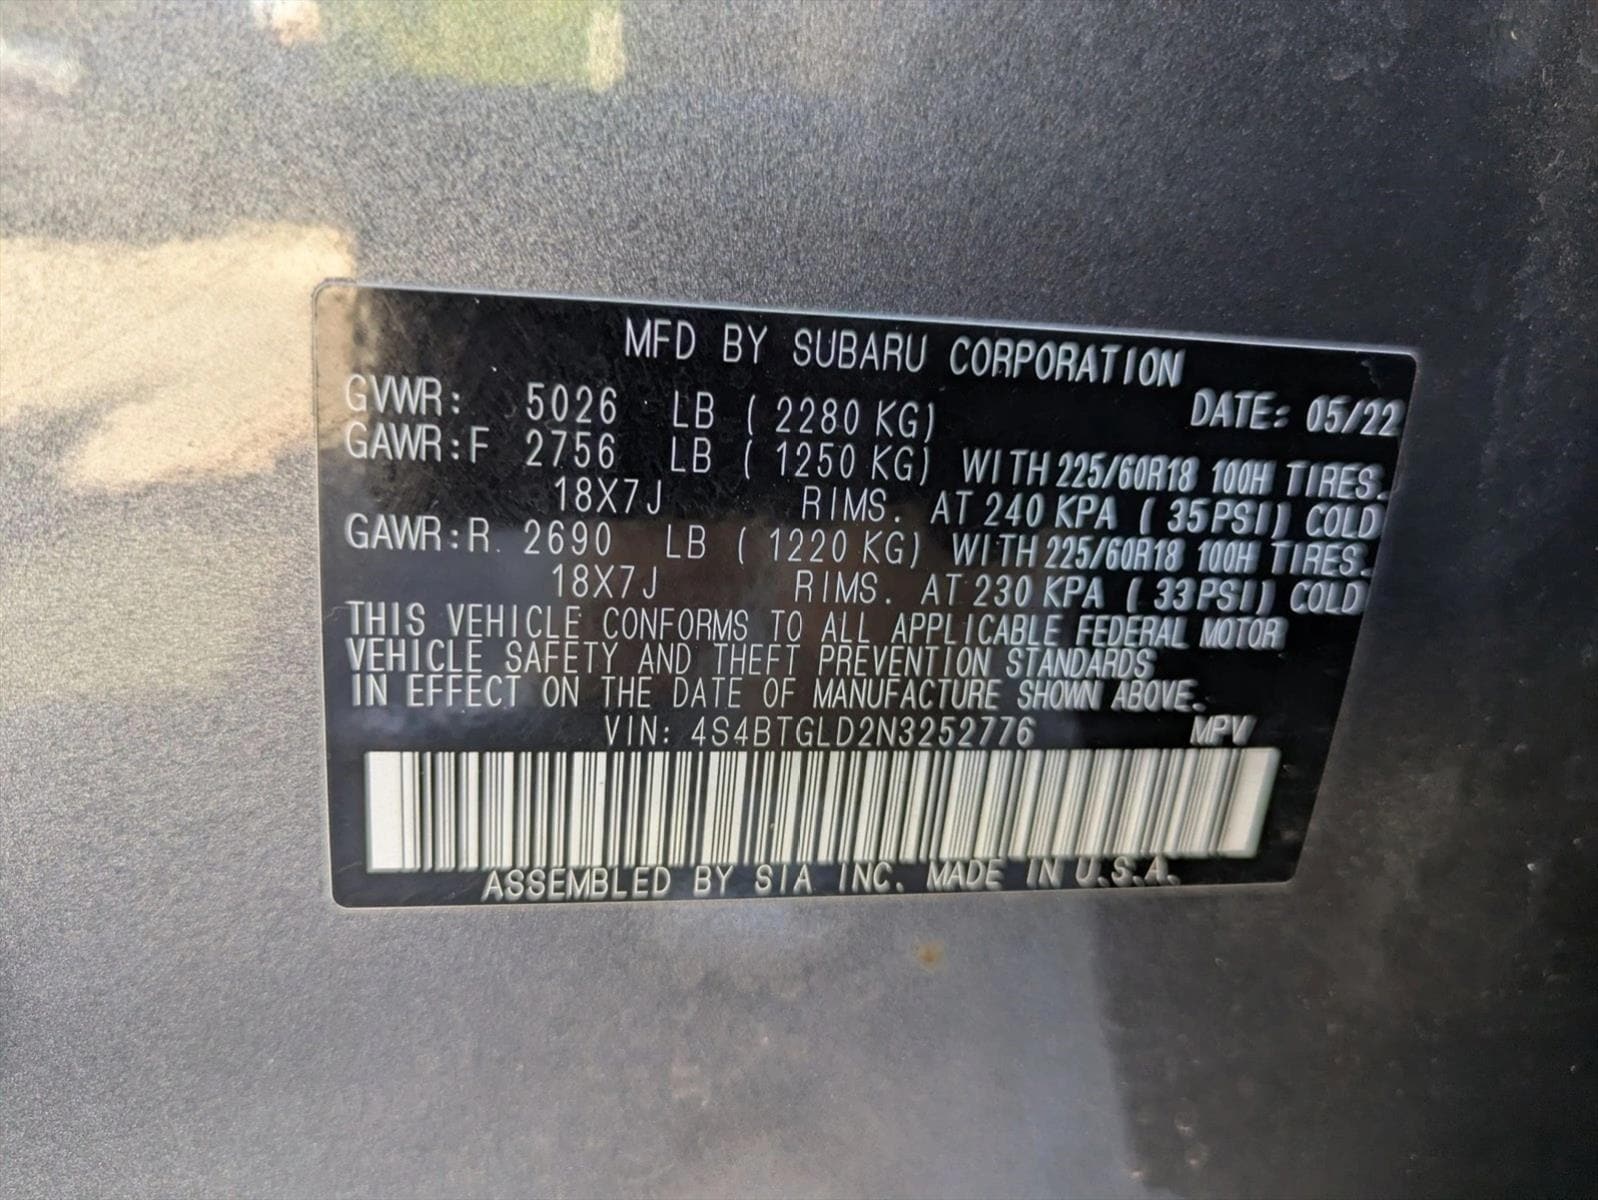 MFD BY SUBARU CORPORATION
GVWR: 5026 LB ( 2280 KG) DATE: 05/22
GAWR:F 2756 LB ( 1250 KG) WITH 225/60R18 100H TIRES.
18X7J RIMS. AT 240 KPA ( 35PSI) COLD
GAWR:R 2690 LB ( 1220 KG) WITH 225/60R18 100H TIRES.
18X7J RIMS. AT 230 KPA ( 33PSI) COLD
THIS VEHICLE CONFORMS TO ALL APPLICABLE FEDERAL MOTOR
VEHICLE SAFETY AND THEFT PREVENTION STANDARDS
IN EFFECT ON THE DATE OF MANUFACTURE SHOWN ABOVE.
VIN: 4S4BTGLD2N3252776 MPV
ASSEMBLED BY SIA INC. MADE IN U.S.A.